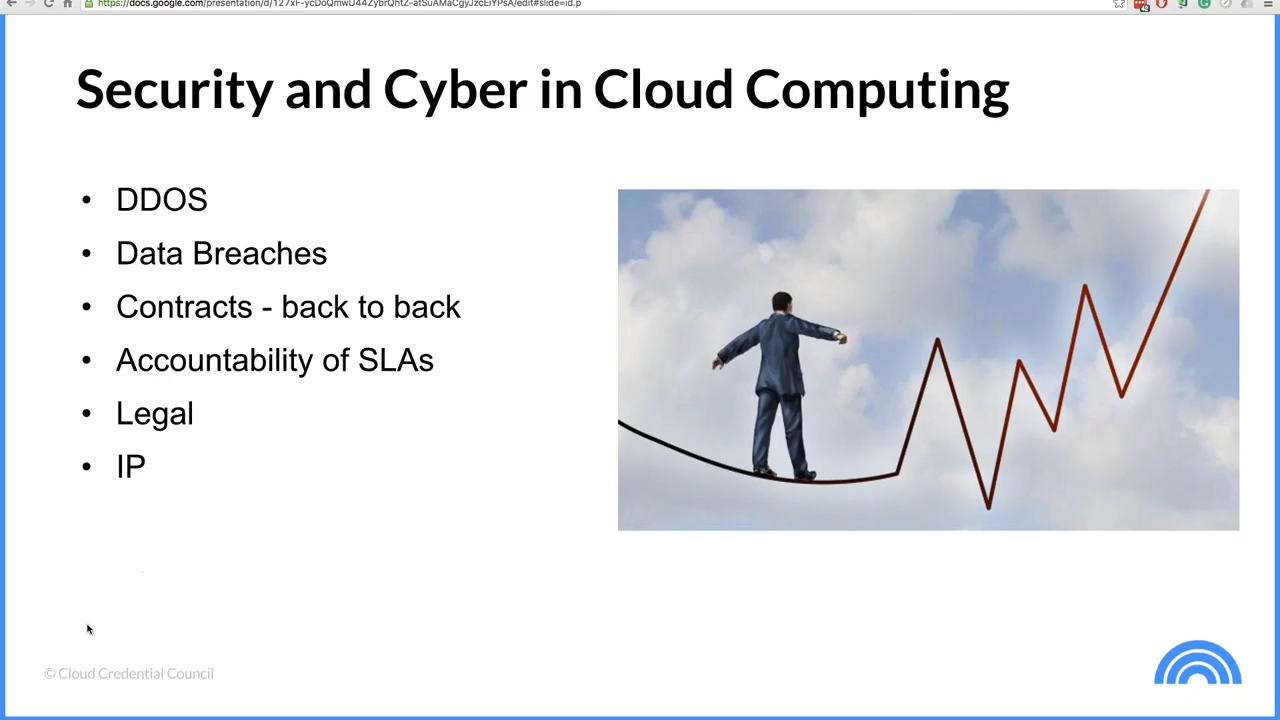 Security and Cyber in Cloud Computing
• DDOS
• Data Breaches
• Contracts - back to back
• Accountability of SLAs
• Legal
• IP
© Cloud Credential Council